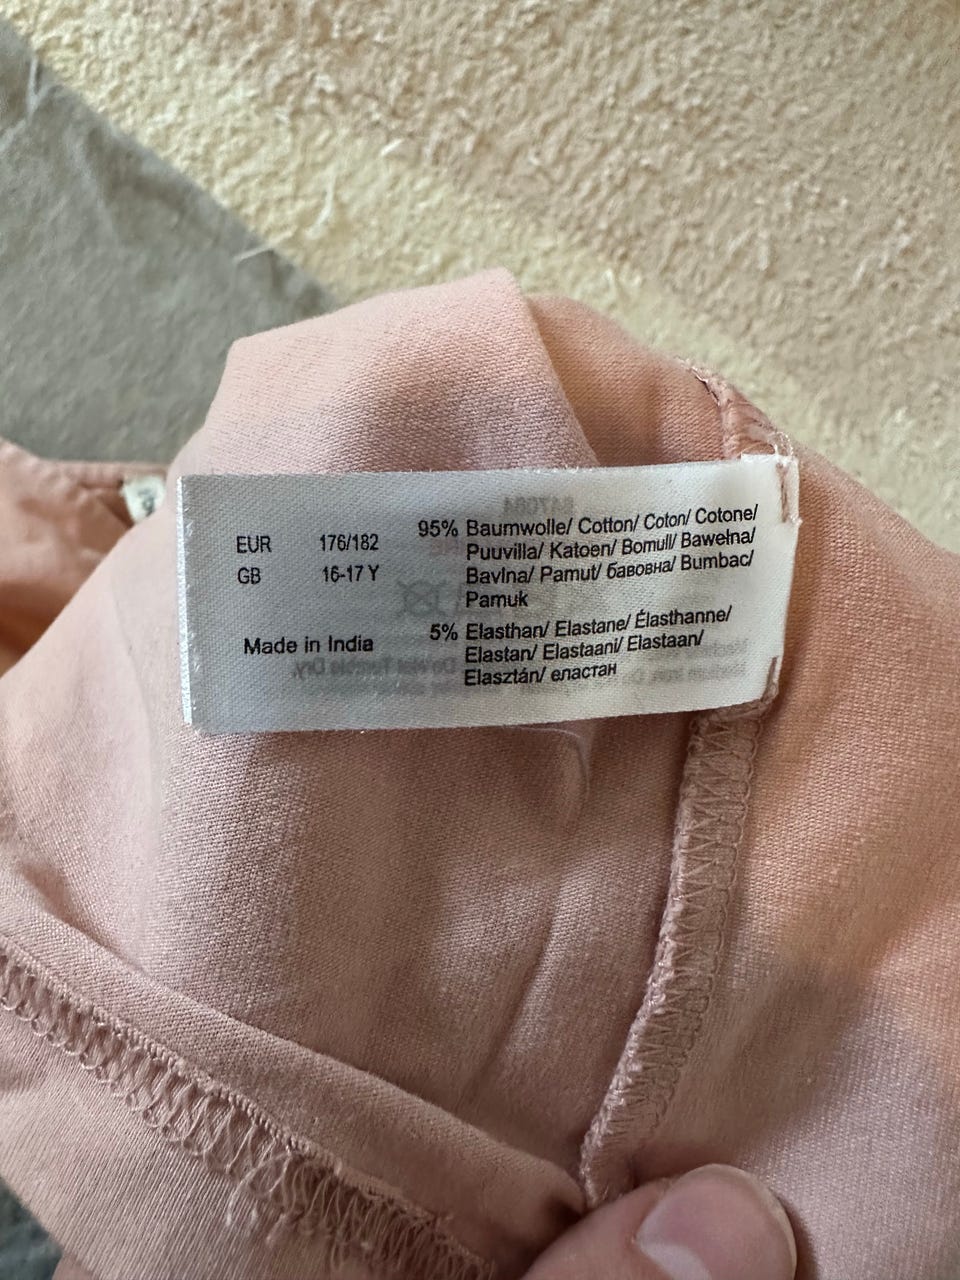 EUR 176/182
GB 16-17 Y
Made in India
95% Baumwolle/ Cotton/ Coton/ Cotone/
Puuvilla/ Katoen/ Bomull/ Bawełna/
Bavlna/ Pamut/ бавовна/ Bumbac/
Pamuk
5% Elasthan/ Elastane/ Élasthanne/
Elastan/ Elastaani/ Elastaan/
Elasztán/ еластан